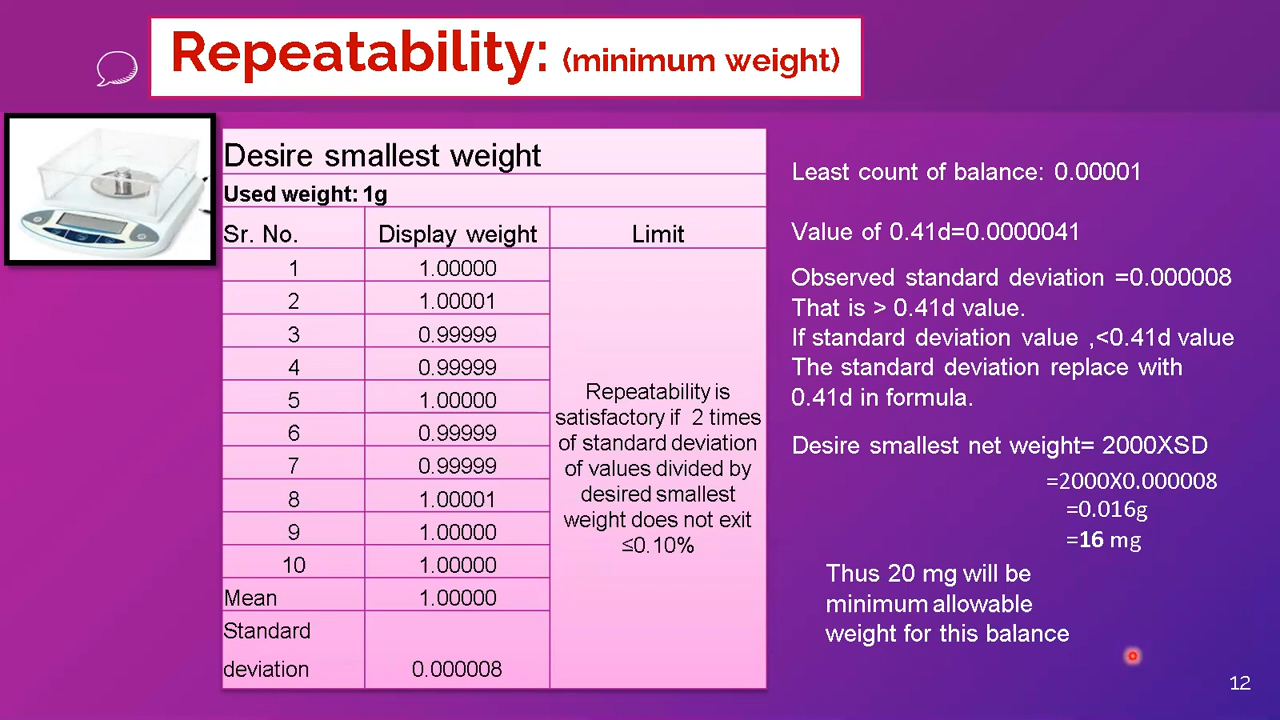 Repeatability: (minimum weight)
Desire smallest weight
Used weight: 1g
Sr. No. Display weight Limit
1 1.00000
2 1.00001
3 0.99999
4 0.99999
5 1.00000
6 0.99999
7 0.99999
8 1.00001
9 1.00000
10 1.00000
Mean 1.00000
Standard
deviation 0.000008
Repeatability is
satisfactory if 2 times
of standard deviation
of values divided by
desired smallest
weight does not exit
≤0.10%
Least count of balance: 0.00001
Value of 0.41d=0.0000041
Observed standard deviation =0.000008
That is > 0.41d value.
If standard deviation value ,<0.41d value
The standard deviation replace with
0.41d in formula.
Desire smallest net weight= 2000XSD
=2000X0.000008
=0.016g
=16 mg
Thus 20 mg will be
minimum allowable
weight for this balance
12